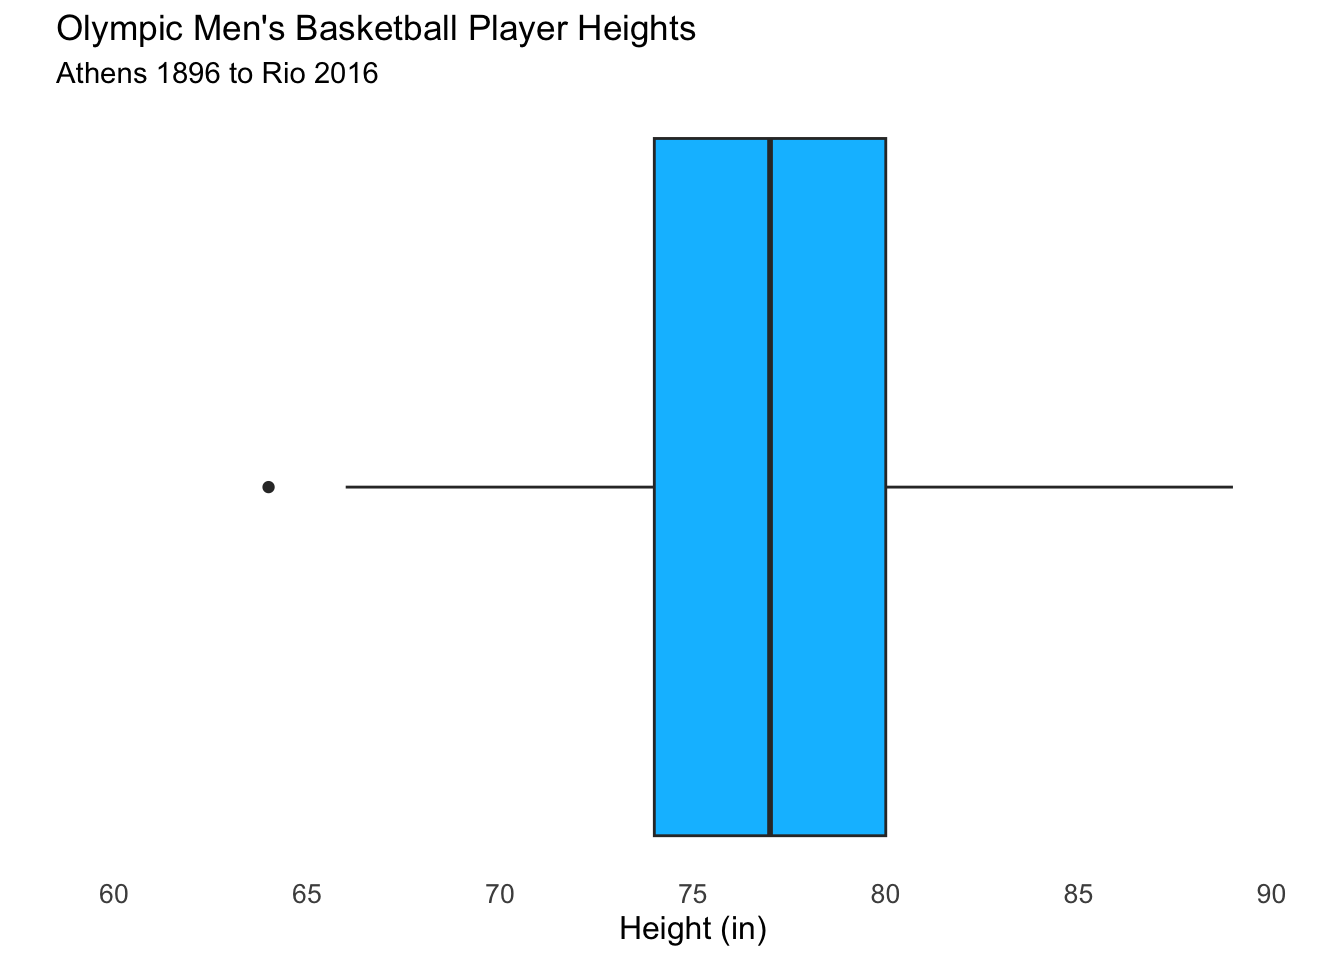 Olympic Men's Basketball Player Heights
Athens 1896 to Rio 2016
60 65 70 75 80 85 90
Height (in)